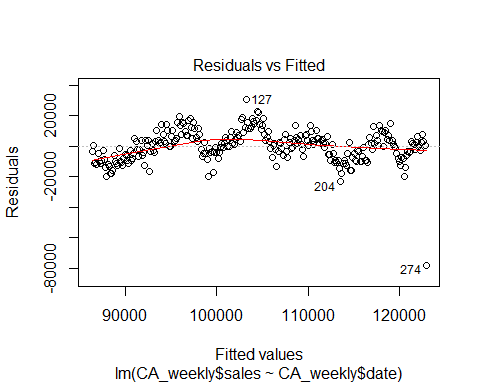 Residuals vs Fitted
Residuals
20000
-20000
-80000
127
204
274
90000 100000 110000 120000
Fitted values
lm(CA_weekly$sales ~ CA_weekly$date)